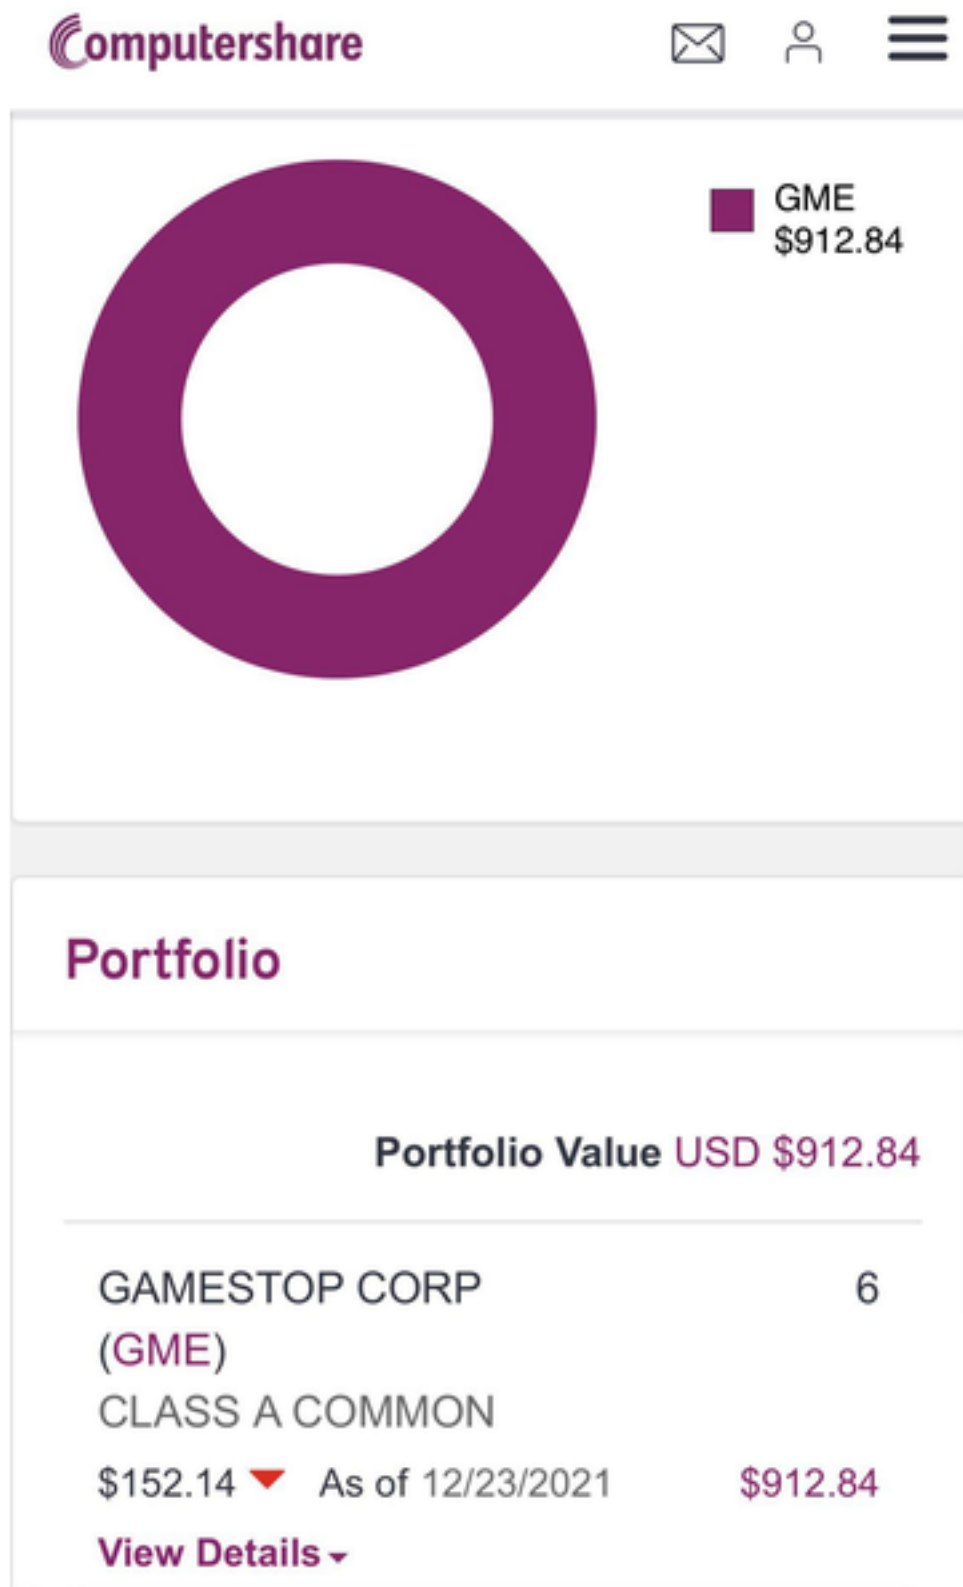 Computershare
GME
$912.84
Portfolio
Portfolio Value USD $912.84
GAMESTOP CORP 6
(GME)
CLASS A COMMON
$152.14 As of 12/23/2021 $912.84
View Details